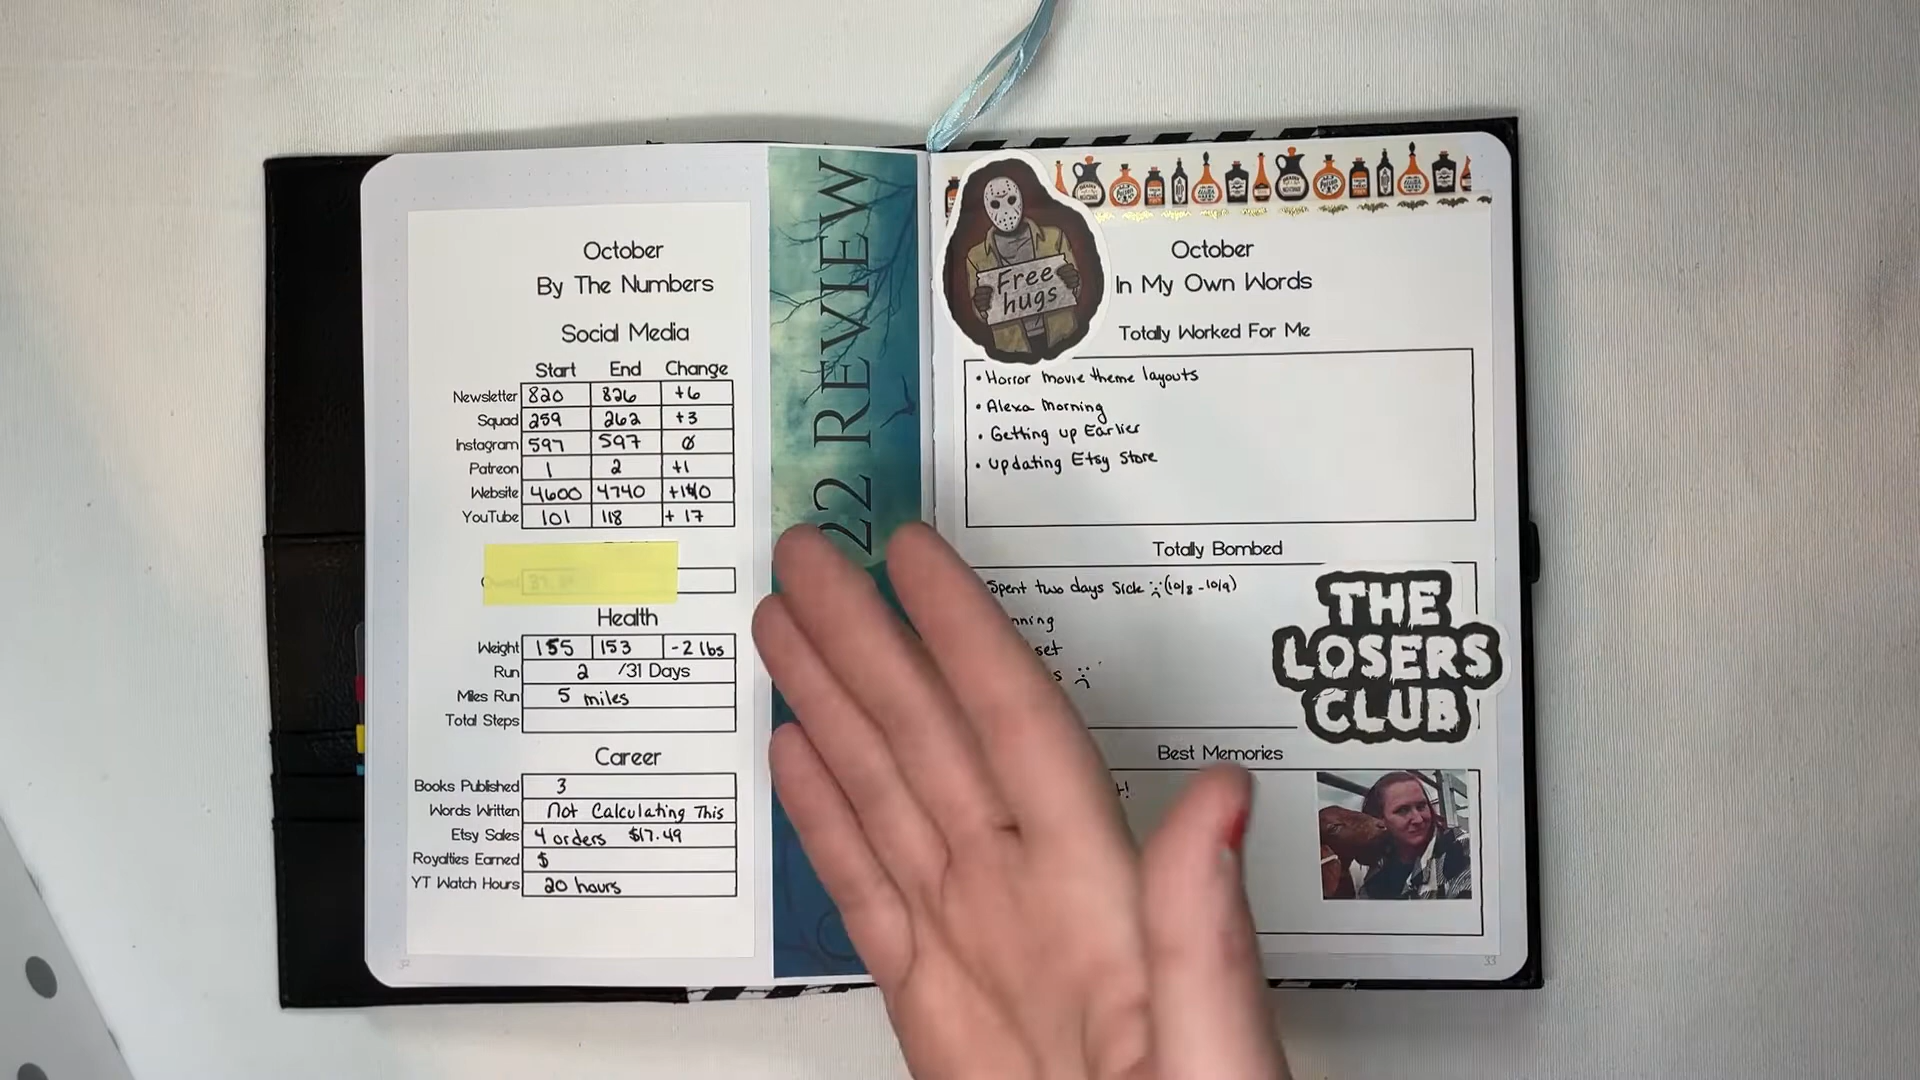 October
By The Numbers
Social Media
Start End Change
Newsletter 820 826 +6
Squad 259 262 +3
Instagram 597 597 0
Patreon 1 2 +1
Website 4600 4740 +140
YouTube 101 118 +17
Health
Weight 155 153 -2 lbs
Run 2 /31 Days
Miles Run 5 miles
Total Steps
Career
Books Published 3
Words Written Not Calculating This
Etsy Sales 4 orders $17.49
Royalties Earned $
YT Watch Hours 20 hours
32
22 REVIEW
Free
hugs
October
In My Own Words
Totally Worked For Me
• Horror movie theme layouts
• Alexa Morning
• Getting up Earlier
• Updating Etsy Store
Totally Bombed
Spent two days sick (10/8-10/9)
nning
set
s
THE
LOSERS
CLUB
Best Memories
t!
33